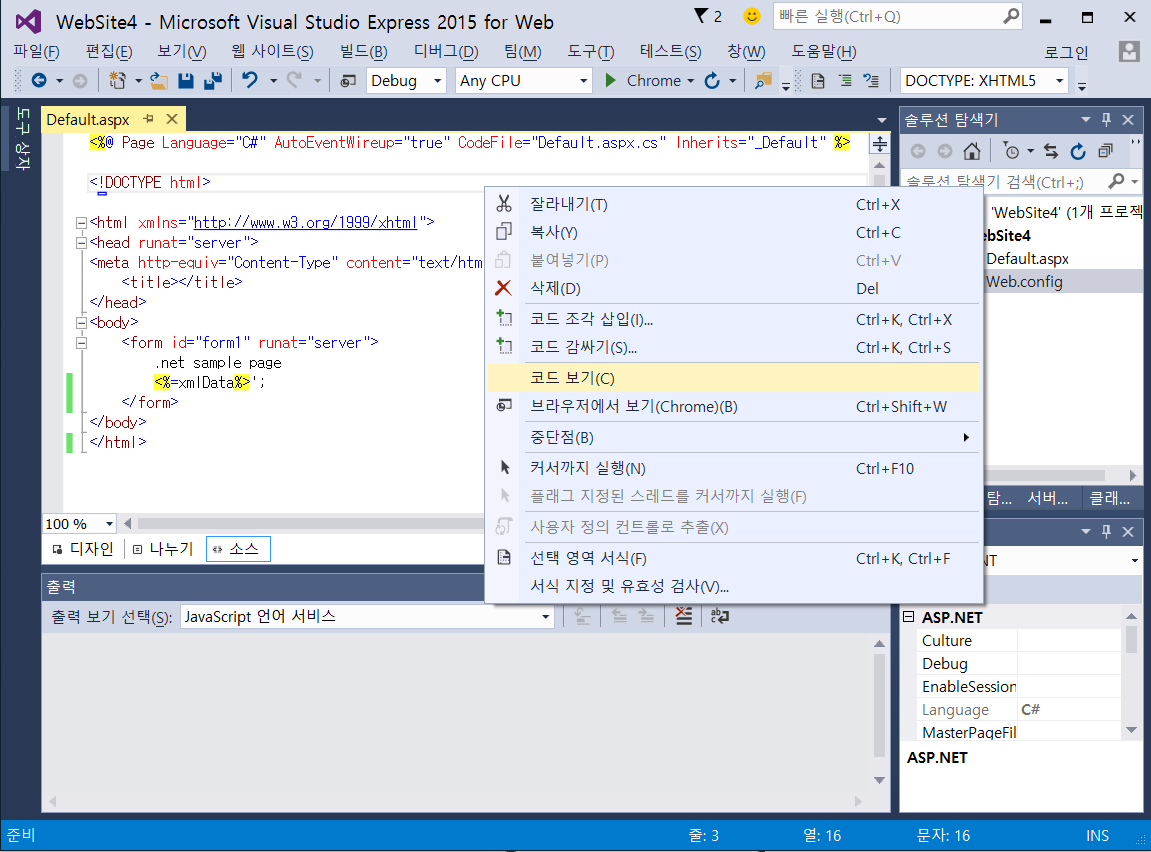 WebSite4 - Microsoft Visual Studio Express 2015 for Web
2
빠른 실행(Ctrl+Q)
파일(F) 편집(E) 보기(V) 웹 사이트(S) 빌드(B) 디버그(D) 팀(M) 도구(T) 테스트(S) 창(W) 도움말(H) 로그인
Debug Any CPU Chrome DOCTYPE: XHTML5
도구 상자
Default.aspx
<%@ Page Language="C#" AutoEventWireup="true" CodeFile="Default.aspx.cs" Inherits="_Default" %>
<!DOCTYPE html>
<html xmlns="http://www.w3.org/1999/xhtml">
<head runat="server">
<meta http-equiv="Content-Type" content="text/htm
<title></title>
</head>
<body>
<form id="form1" runat="server">
.net sample page
<%=xmlData%>';
</form>
</body>
</html>
100 %
디자인 나누기 소스
잘라내기(T) Ctrl+X
복사(Y) Ctrl+C
붙여넣기(P) Ctrl+V
삭제(D) Del
코드 조각 삽입(I)... Ctrl+K, Ctrl+X
코드 감싸기(S)... Ctrl+K, Ctrl+S
코드 보기(C)
브라우저에서 보기(Chrome)(B) Ctrl+Shift+W
중단점(B)
커서까지 실행(N) Ctrl+F10
플래그 지정된 스레드를 커서까지 실행(F)
사용자 정의 컨트롤로 추출(X)
선택 영역 서식(F) Ctrl+K, Ctrl+F
서식 지정 및 유효성 검사(V)...
솔루션 탐색기
솔루션 탐색기 검색(Ctrl+;)
'WebSite4' (1개 프로젝
bSite4
Default.aspx
Web.config
탐... 서버... 클래...
NT
ASP.NET
Culture
Debug
EnableSession
Language C#
MasterPageFil
ASP.NET
출력
출력 보기 선택(S): JavaScript 언어 서비스
준비 줄: 3 열: 16 문자: 16 INS